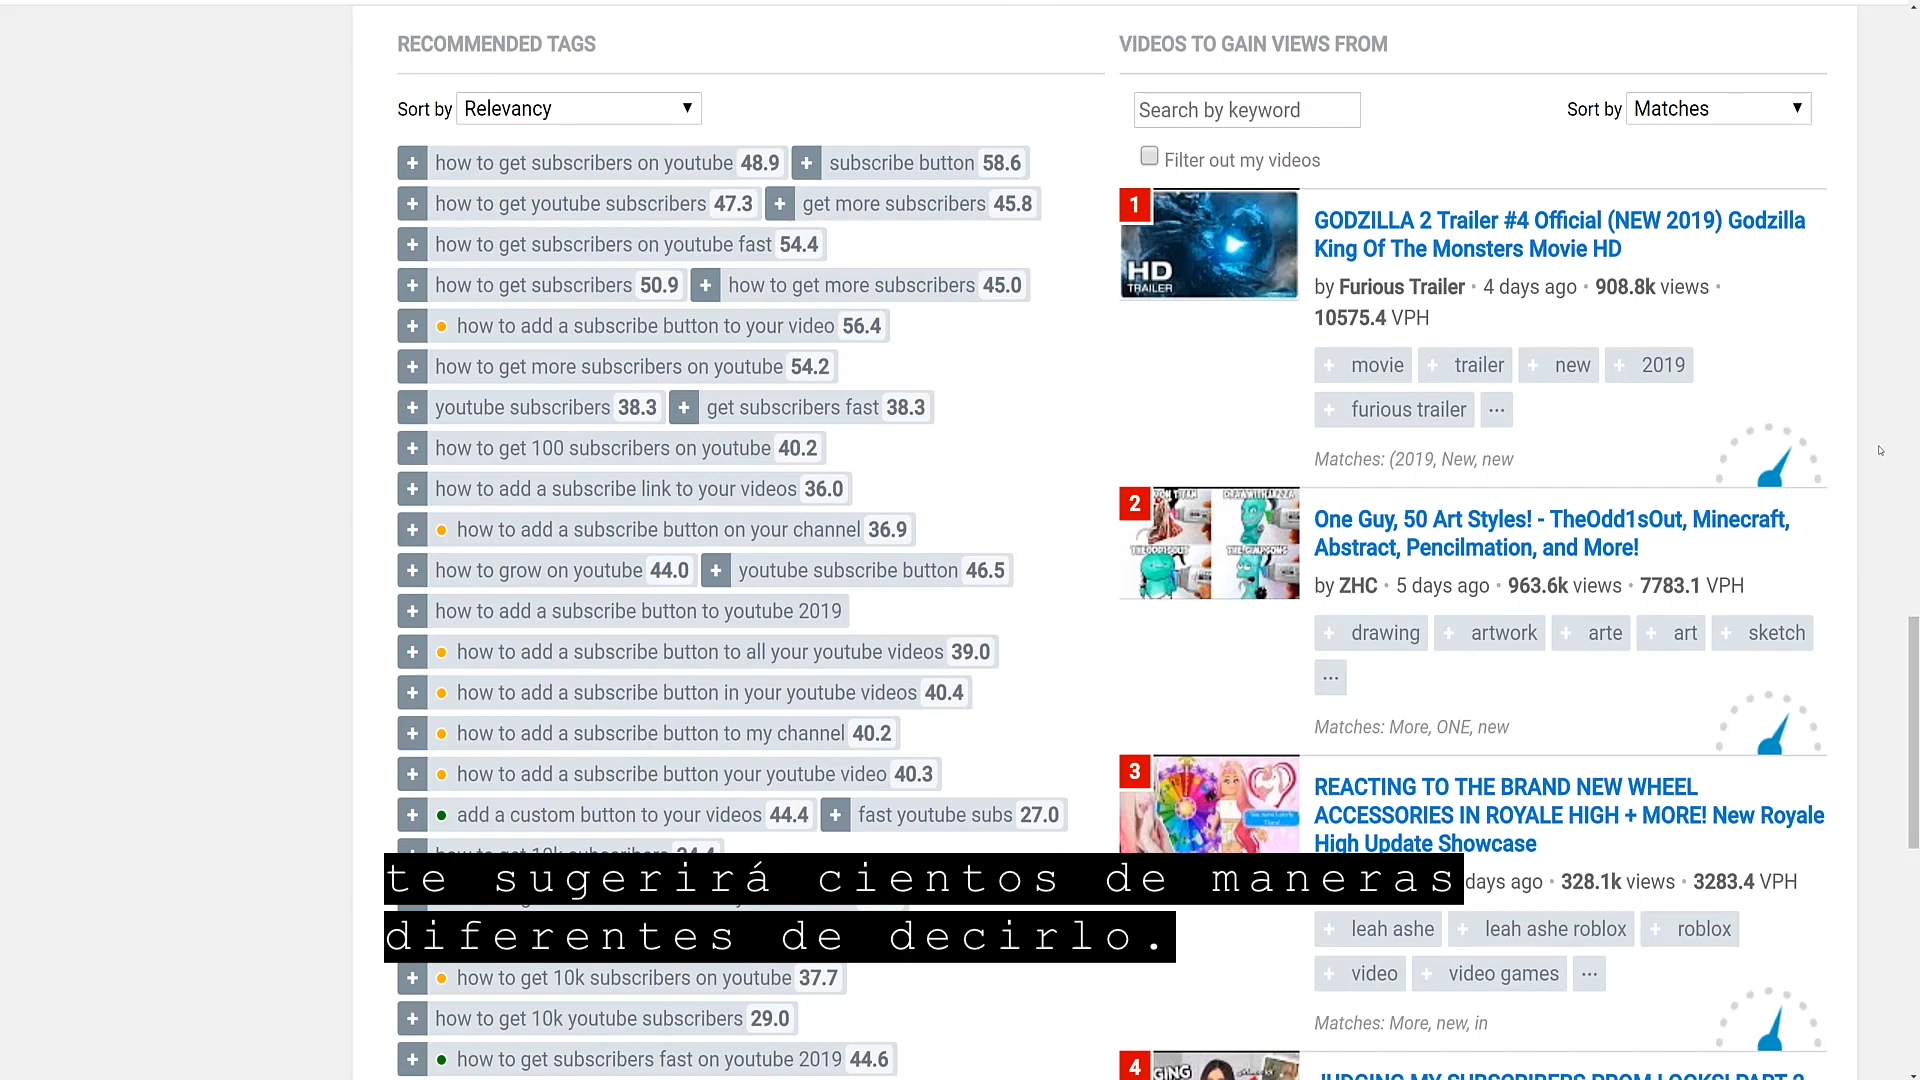 RECOMMENDED TAGS
Sort by Relevancy
+ how to get subscribers on youtube 48.9 + subscribe button 58.6
+ how to get youtube subscribers 47.3 + get more subscribers 45.8
+ how to get subscribers on youtube fast 54.4
+ how to get subscribers 50.9 + how to get more subscribers 45.0
+ how to add a subscribe button to your video 56.4
+ how to get more subscribers on youtube 54.2
+ youtube subscribers 38.3 + get subscribers fast 38.3
+ how to get 100 subscribers on youtube 40.2
+ how to add a subscribe link to your videos 36.0
+ how to add a subscribe button on your channel 36.9
+ how to grow on youtube 44.0 + youtube subscribe button 46.5
+ how to add a subscribe button to youtube 2019
+ how to add a subscribe button to all your youtube videos 39.0
+ how to add a subscribe button in your youtube videos 40.4
+ how to add a subscribe button to my channel 40.2
+ how to add a subscribe button your youtube video 40.3
+ add a custom button to your videos 44.4 + fast youtube subs 27.0
te sugerirá cientos de maneras
diferentes de decirlo.
+ how to get 10k subscribers on youtube 37.7
+ how to get 10k youtube subscribers 29.0
+ how to get subscribers fast on youtube 2019 44.6
VIDEOS TO GAIN VIEWS FROM
Search by keyword Sort by Matches
Filter out my videos
1
HD
TRAILER
GODZILLA 2 Trailer #4 Official (NEW 2019) Godzilla
King Of The Monsters Movie HD
by Furious Trailer • 4 days ago • 908.8k views •
10575.4 VPH
+ movie + trailer + new + 2019
+ furious trailer ...
Matches: (2019, New, new
2
One Guy, 50 Art Styles! - TheOdd1sOut, Minecraft,
Abstract, Pencilmation, and More!
by ZHC • 5 days ago • 963.6k views • 7783.1 VPH
+ drawing + artwork + arte + art + sketch
...
Matches: More, ONE, new
3
REACTING TO THE BRAND NEW WHEEL
ACCESSORIES IN ROYALE HIGH + MORE! New Royale
High Update Showcase
days ago • 328.1k views • 3283.4 VPH
+ leah ashe + leah ashe roblox + roblox
+ video + video games ...
Matches: More, new, in
4
JUDGING MY SUBSCRIBERS PROM LOOKS! PART 2